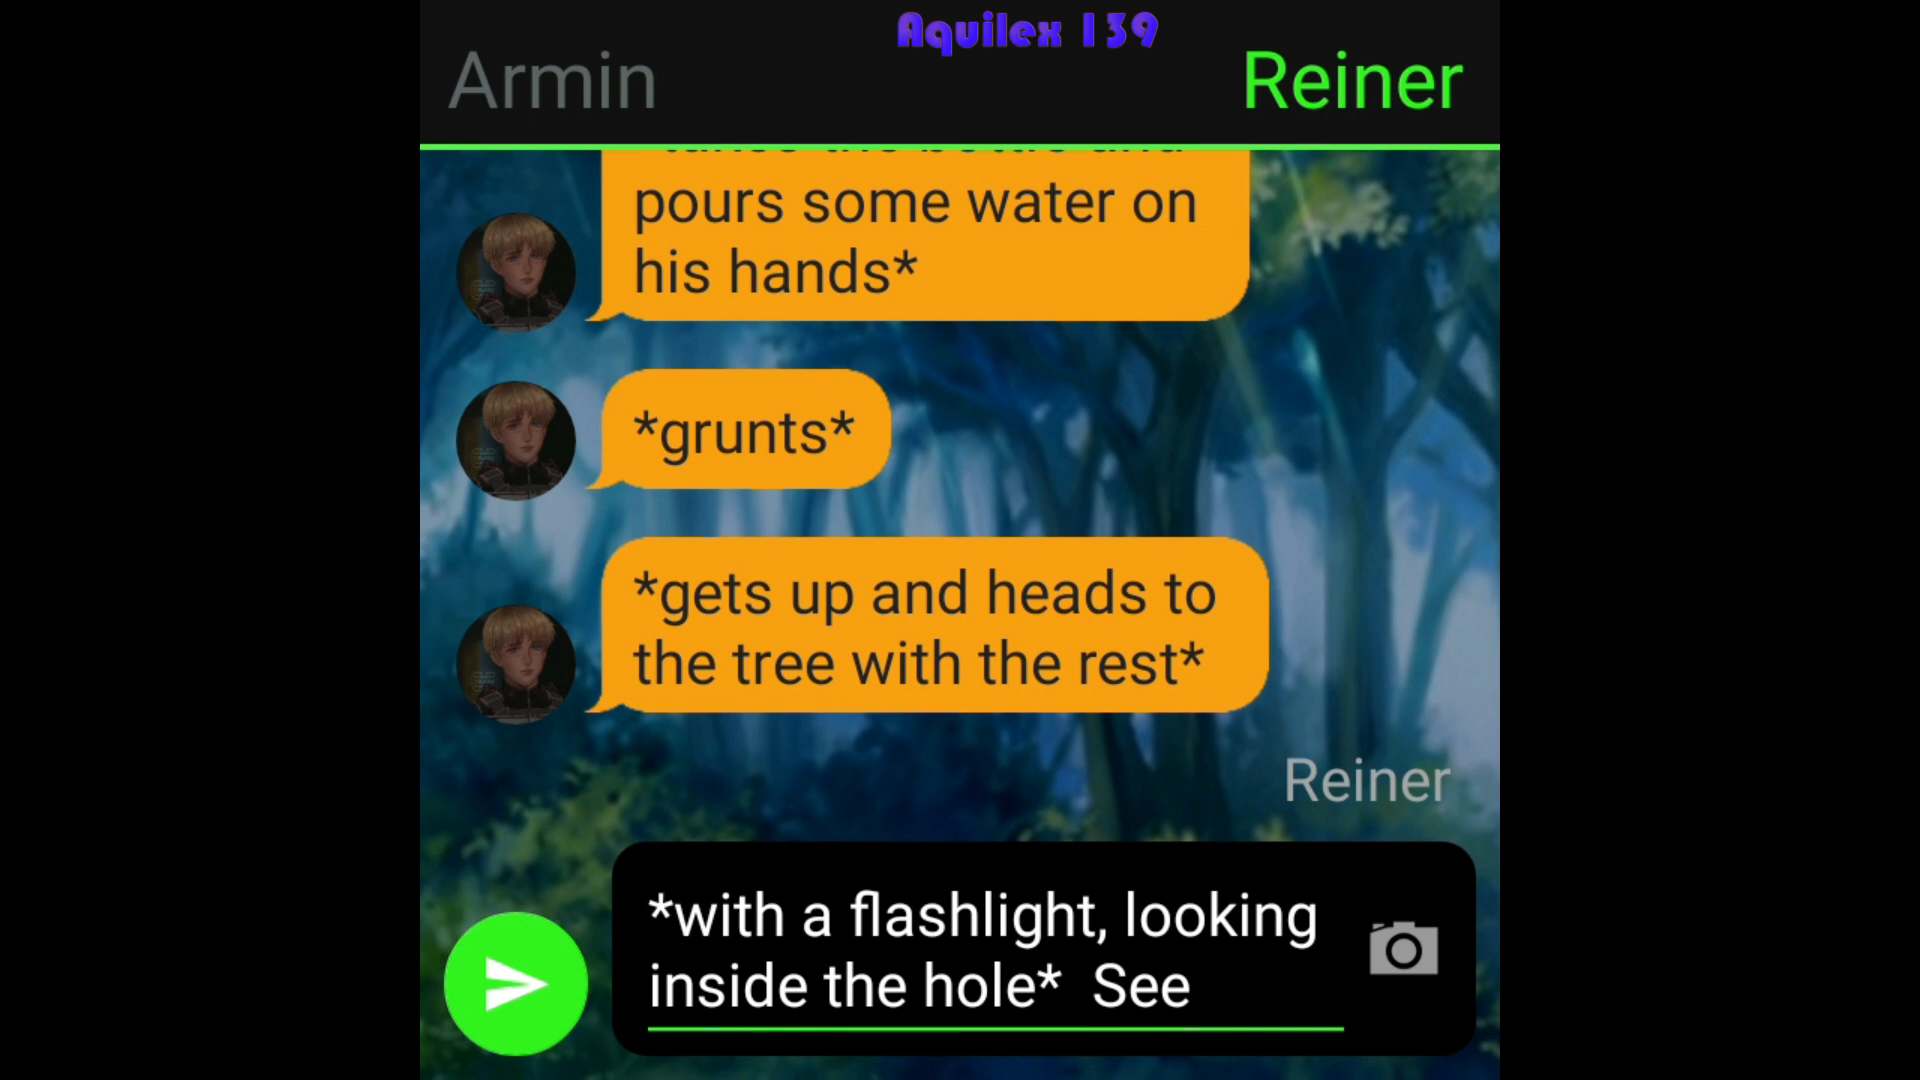 Aquilex 139
Armin
Reiner
pours some water on
his hands*
*grunts*
*gets up and heads to
the tree with the rest*
Reiner
*with a flashlight, looking
inside the hole* See